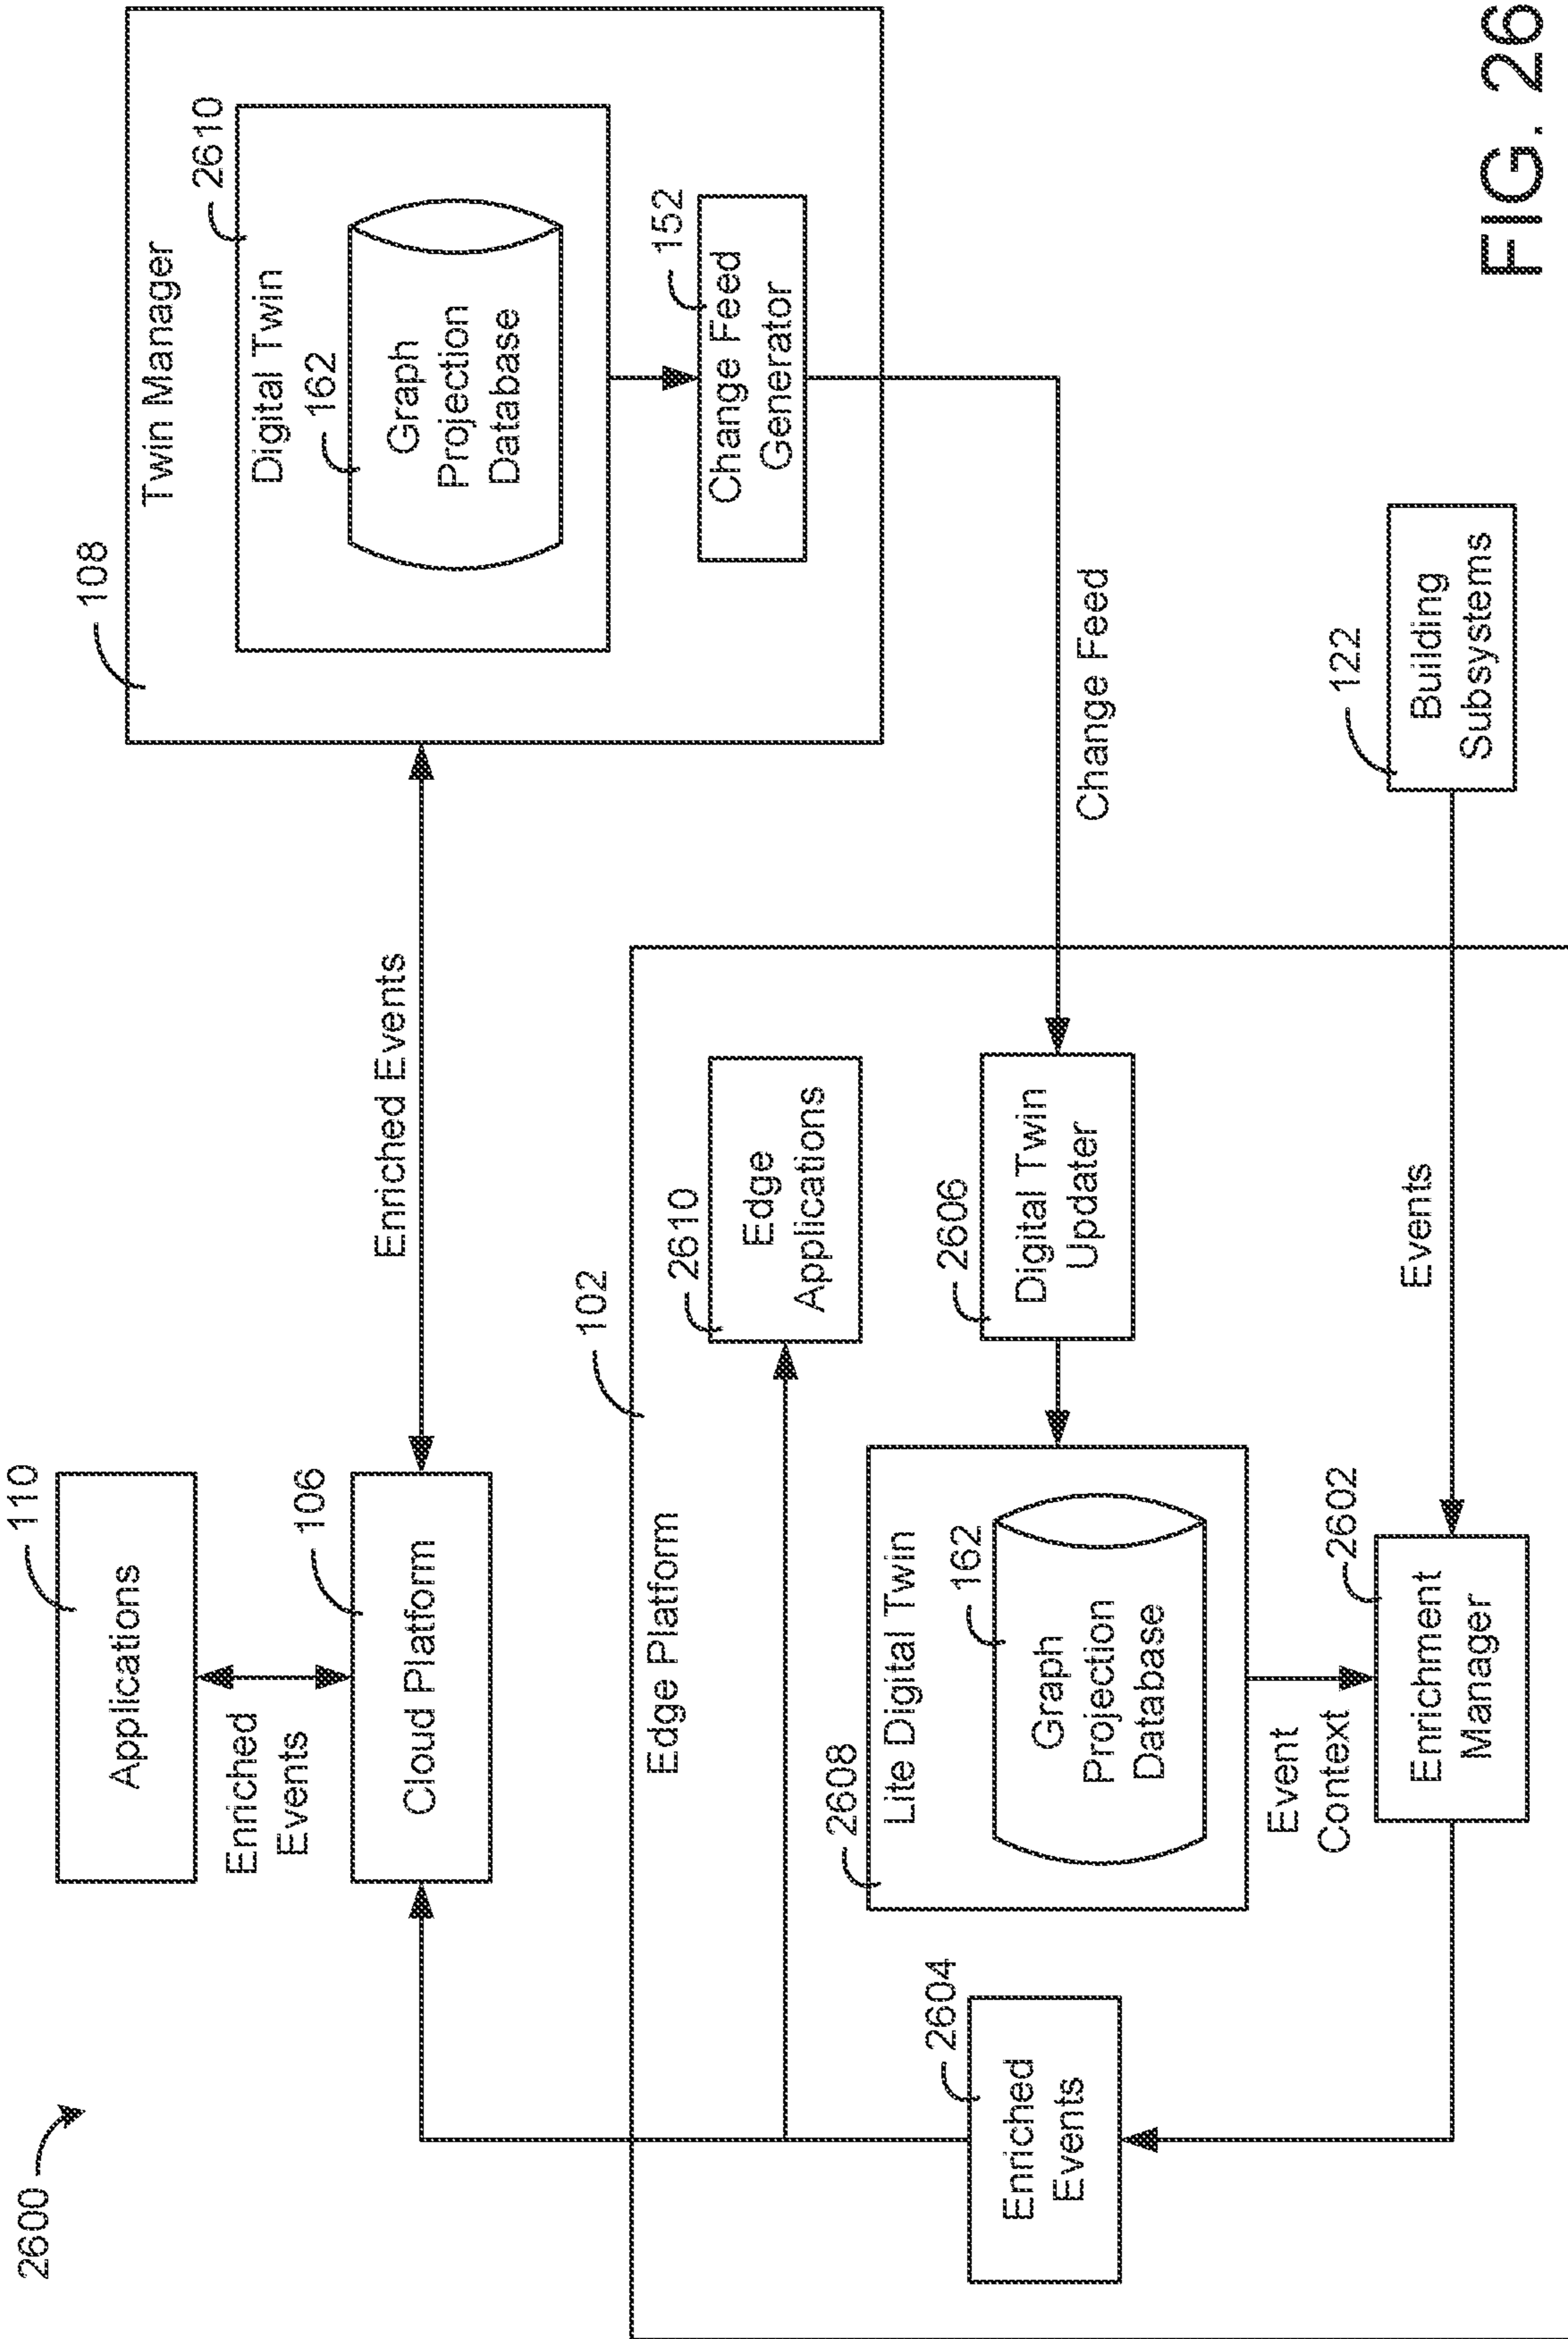 2600
Applications
110
Enriched
Events
Cloud Platform
106
Enriched Events
108
Twin Manager
Digital Twin
2610
162
Graph
Projection
Database
Change Feed
Generator
152
Change Feed
Edge Platform
102
Edge
Applications
2610
Digital Twin
Updater
2606
2608
Lite Digital Twin
162
Graph
Projection
Database
Enriched
Events
2604
Event
Context
Enrichment
Manager
2602
Events
Building
Subsystems
122
FIG. 26